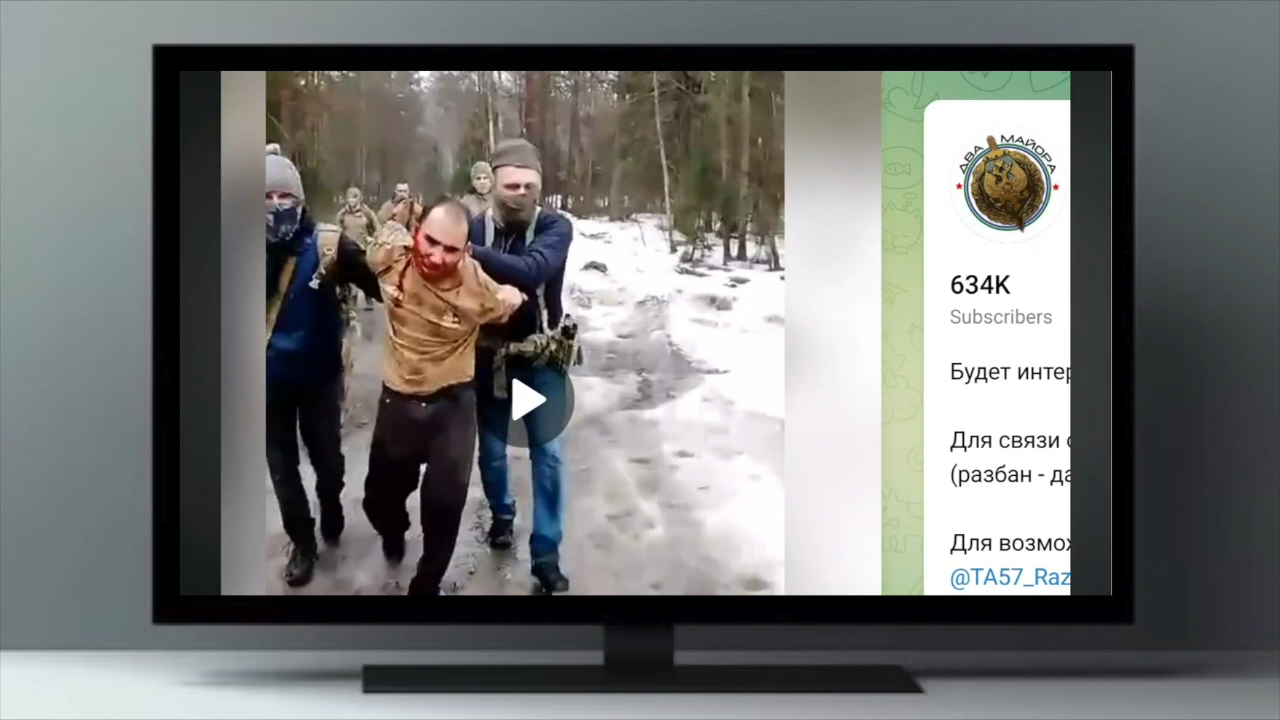 ДВА МАЙОРА
634K
Subscribers
Будет интер
Для связи с
(разбан - да
Для возмож
@TA57_Raz